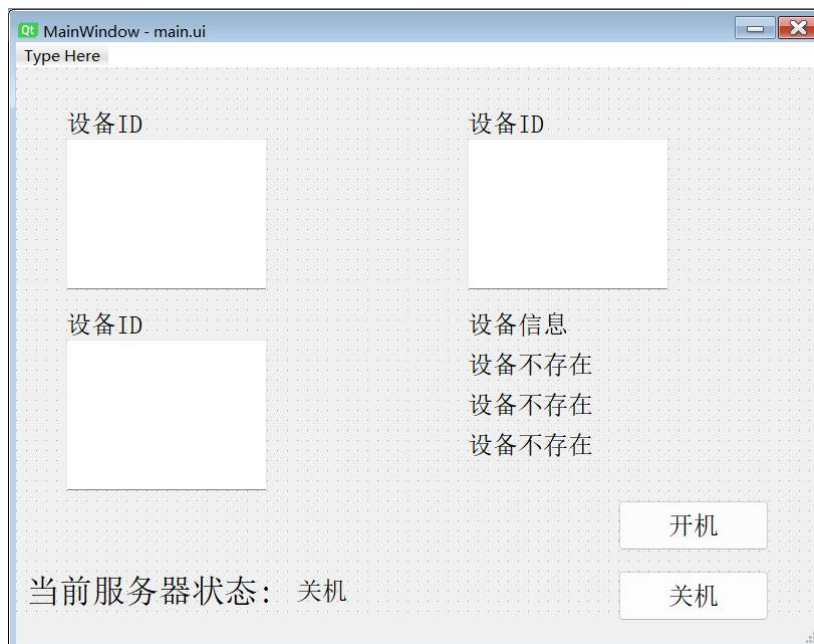 Qt MainWindow - main.ui
Type Here
设备ID
设备ID
设备ID
设备信息
设备不存在
设备不存在
设备不存在
开机
当前服务器状态: 关机
关机